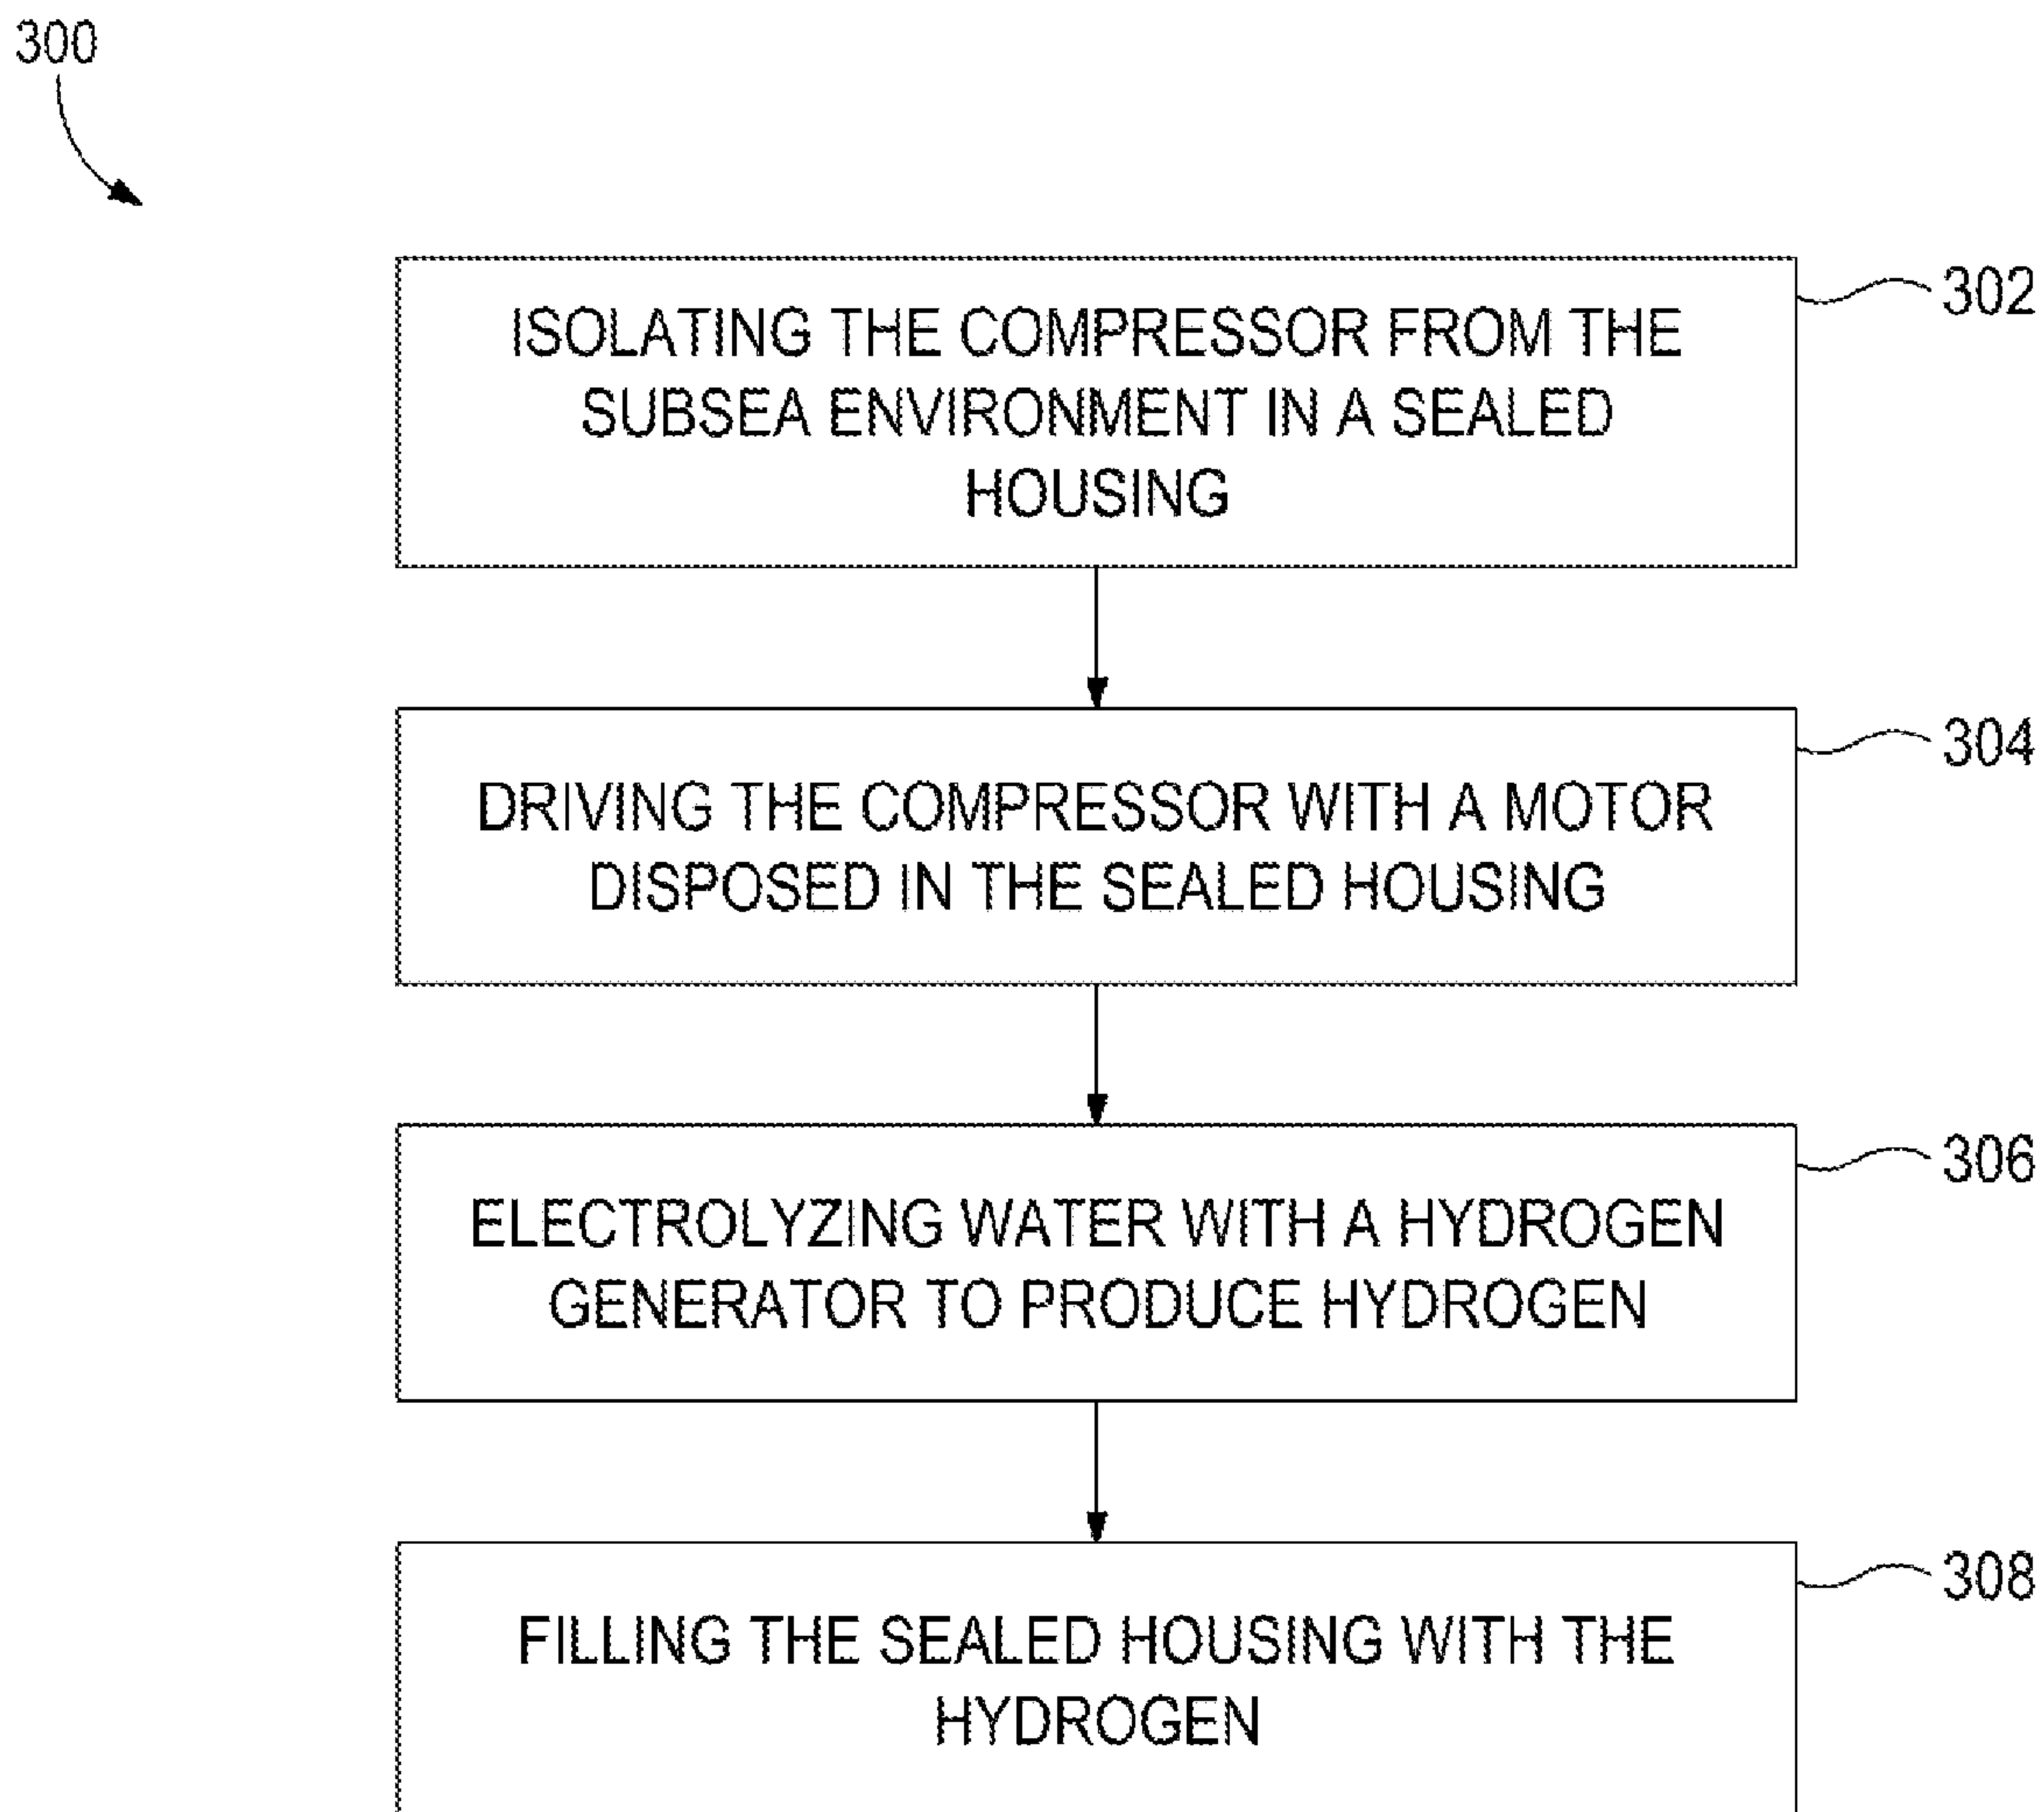 300
ISOLATING THE COMPRESSOR FROM THE
SUBSEA ENVIRONMENT IN A SEALED
HOUSING
302
DRIVING THE COMPRESSOR WITH A MOTOR
DISPOSED IN THE SEALED HOUSING
304
ELECTROLYZING WATER WITH A HYDROGEN
GENERATOR TO PRODUCE HYDROGEN
306
FILLING THE SEALED HOUSING WITH THE
HYDROGEN
308